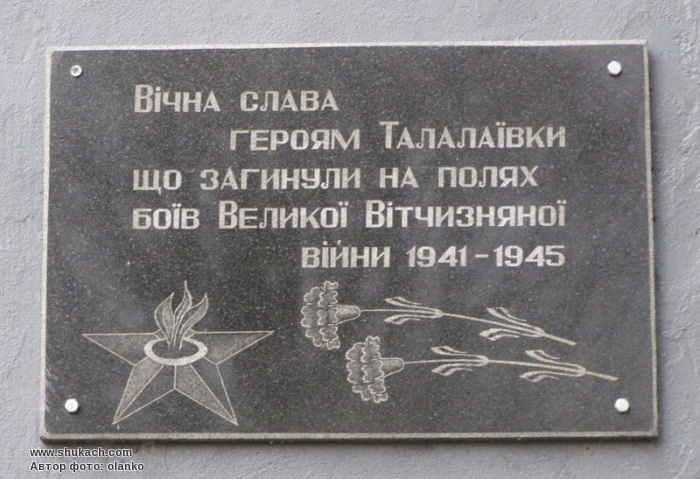 Вічна слава
героям Талалаївки
що загинули на полях
боїв Великої Вітчизняної
війни 1941-1945
www.shukach.com
Автор фото: olanko